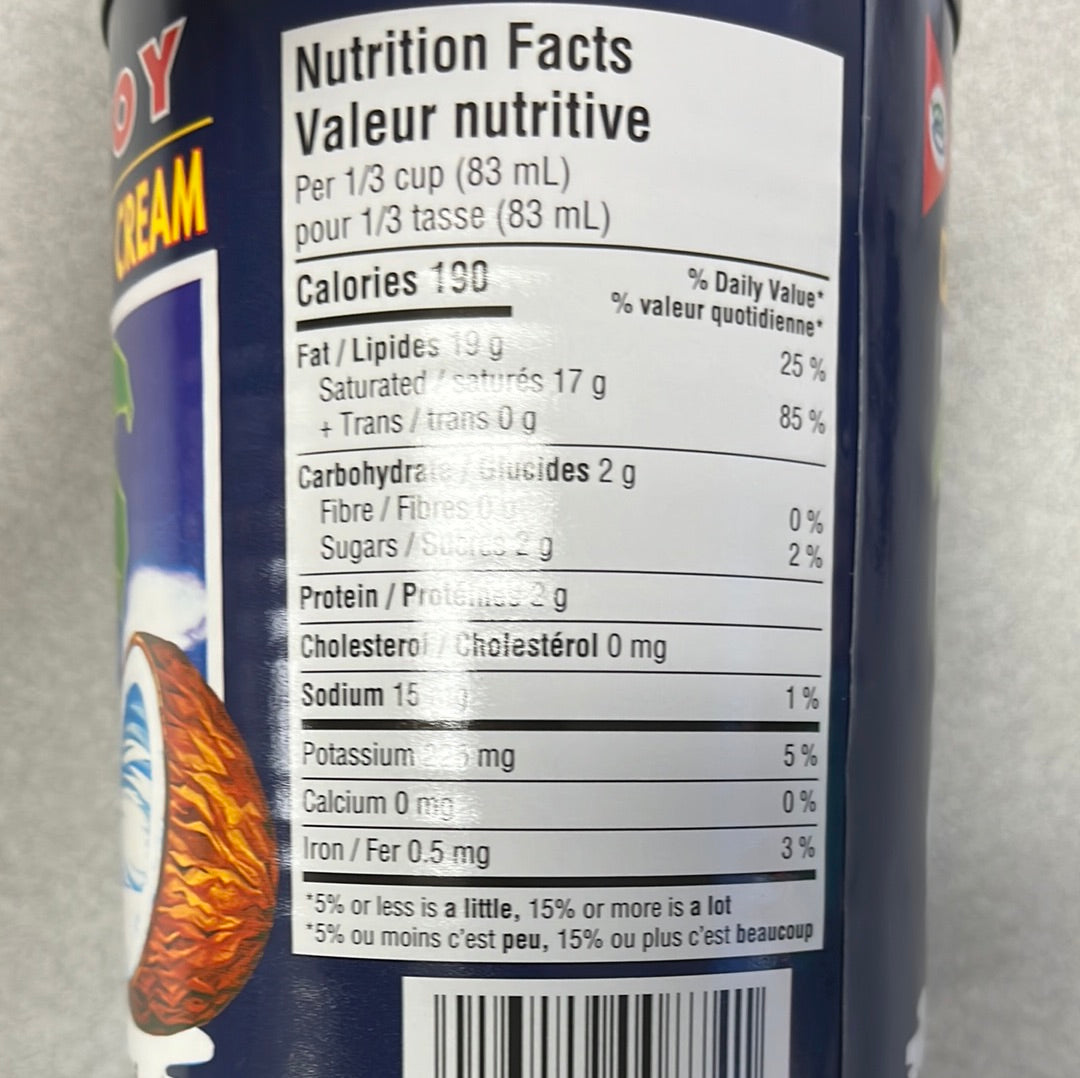 OY
CREAM
Nutrition Facts
Valeur nutritive
Per 1/3 cup (83 mL)
pour 1/3 tasse (83 mL)
Calories 190
% Daily Value*
% valeur quotidienne*
Fat / Lipides 19 g 25 %
Saturated / saturés 17 g
+ Trans / trans 0 g 85 %
Carbohydrate / Glucides 2 g
Fibre / Fibres 0 g 0 %
Sugars / Sucres 2 g 2 %
Protein / Protéines 2 g
Cholesterol / Cholestérol 0 mg
Sodium 15 1 %
Potassium mg 5 %
Calcium 0 mg 0 %
Iron / Fer 0.5 mg 3 %
*5% or less is a little, 15% or more is a lot
*5% ou moins c'est peu, 15% ou plus c'est beaucoup